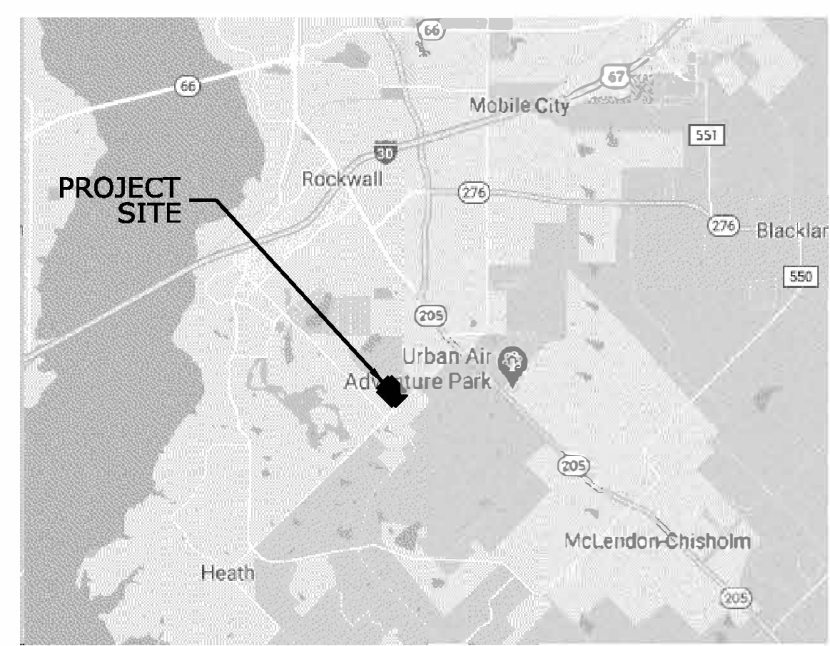 66
66
67
Mobile City
551
30
PROJECT
SITE
Rockwall
276
276
Blacklan
550
205
Urban Air
Adventure Park
205
McLendon-Chisholm
Heath
205